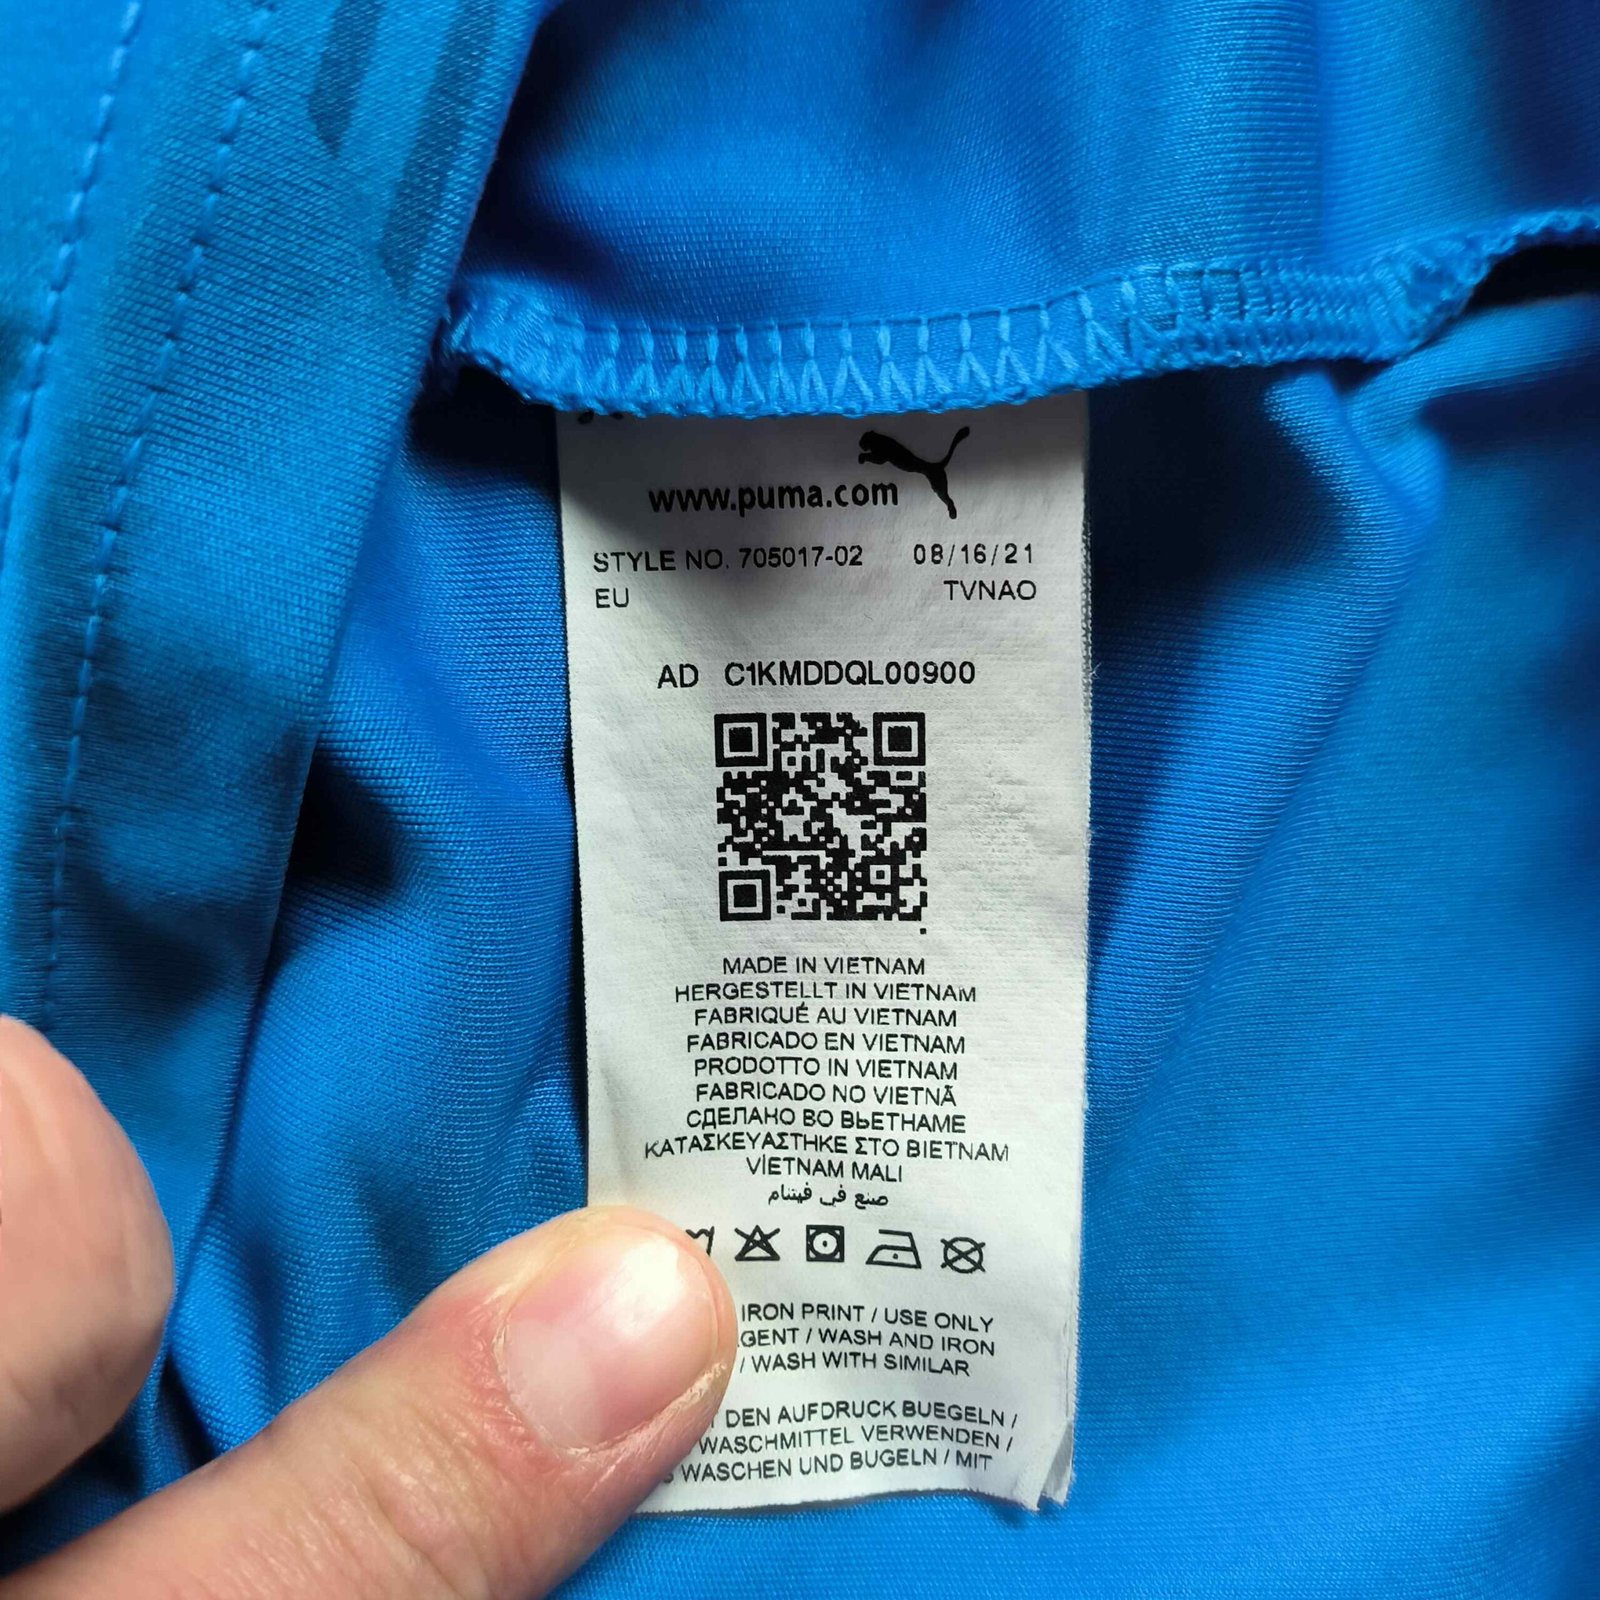 www.puma.com
STYLE NO. 705017-02 08/16/21
EU TVNAO
AD C1KMDDQL00900
MADE IN VIETNAM
HERGESTELLT IN VIETNAM
FABRIQUÉ AU VIETNAM
FABRICADO EN VIETNAM
PRODOTTO IN VIETNAM
FABRICADO NO VIETNÃ
СДЕЛАНО ВО ВЬЕТНАМЕ
ΚΑΤΑΣΚΕΥΑΣΤΗΚΕ ΣΤΟ ΒΙΕΤΝΑΜ
VİETNAM MALI
صنع في فيتنام
IRON PRINT / USE ONLY
/ WASH AND IRON
/ WASH WITH SIMILAR
DEN AUFDRUCK BUEGELN /
WASCHMITTEL VERWENDEN /
WASCHEN UND BUGELN / MIT